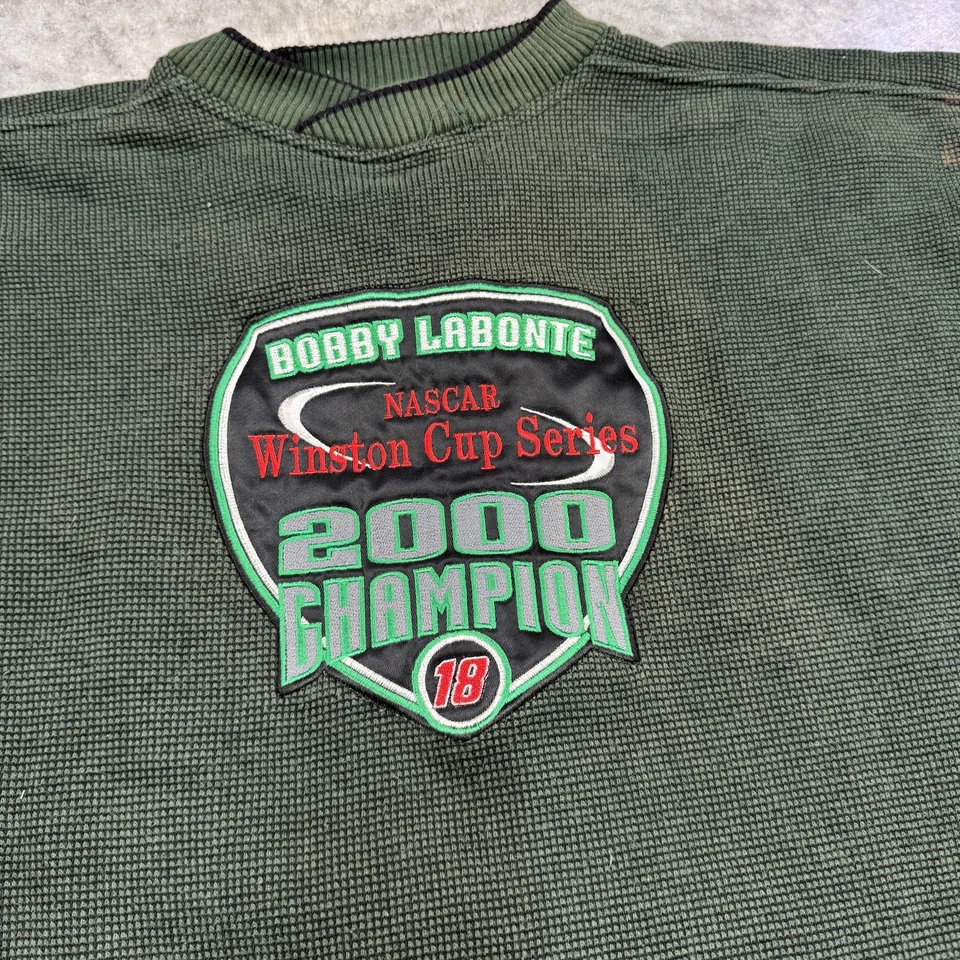 BOBBY LABONTE
NASCAR
Winston Cup Series
2000
CHAMPION
18